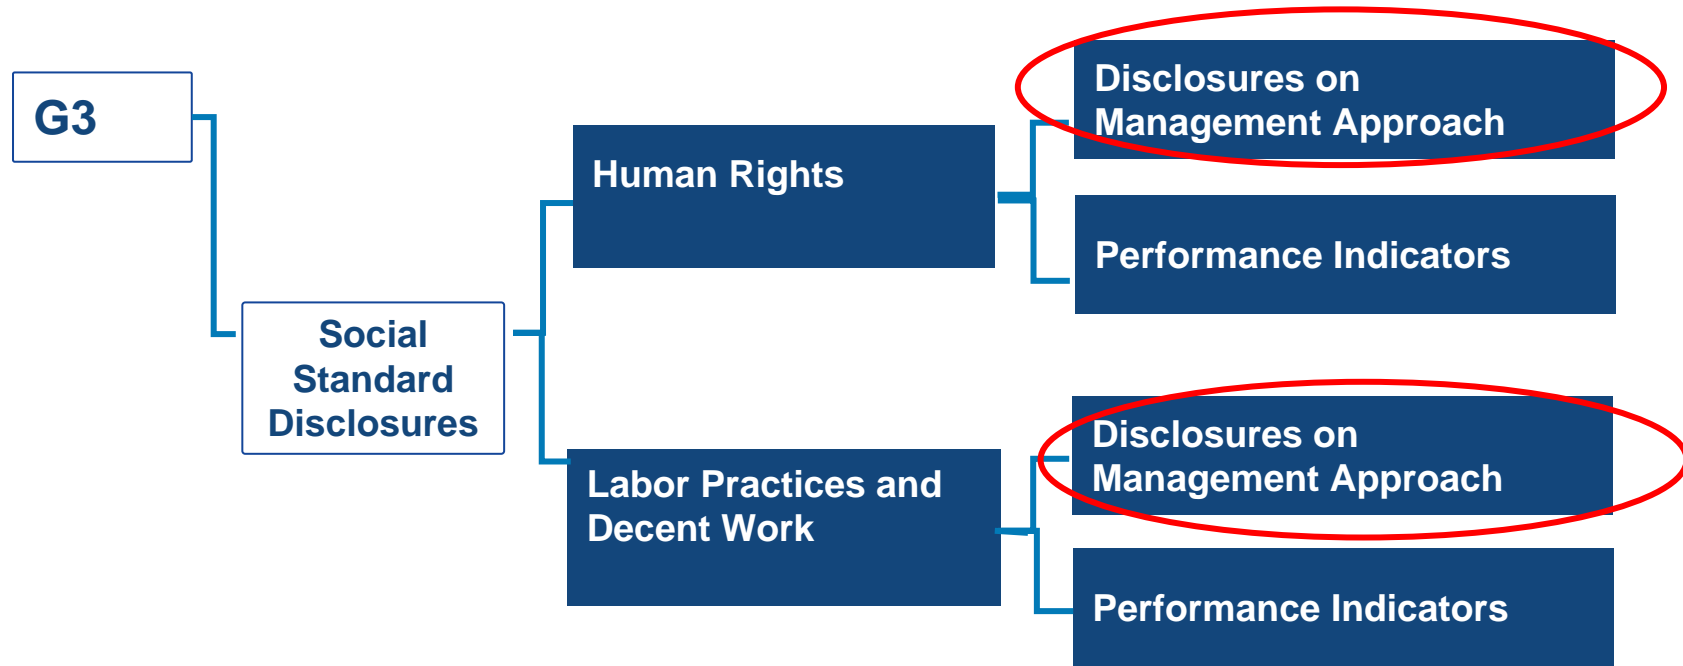 G3
Social
Standard
Disclosures
Human Rights
Disclosures on
Management Approach
Performance Indicators
Labor Practices and
Decent Work
Disclosures on
Management Approach
Performance Indicators